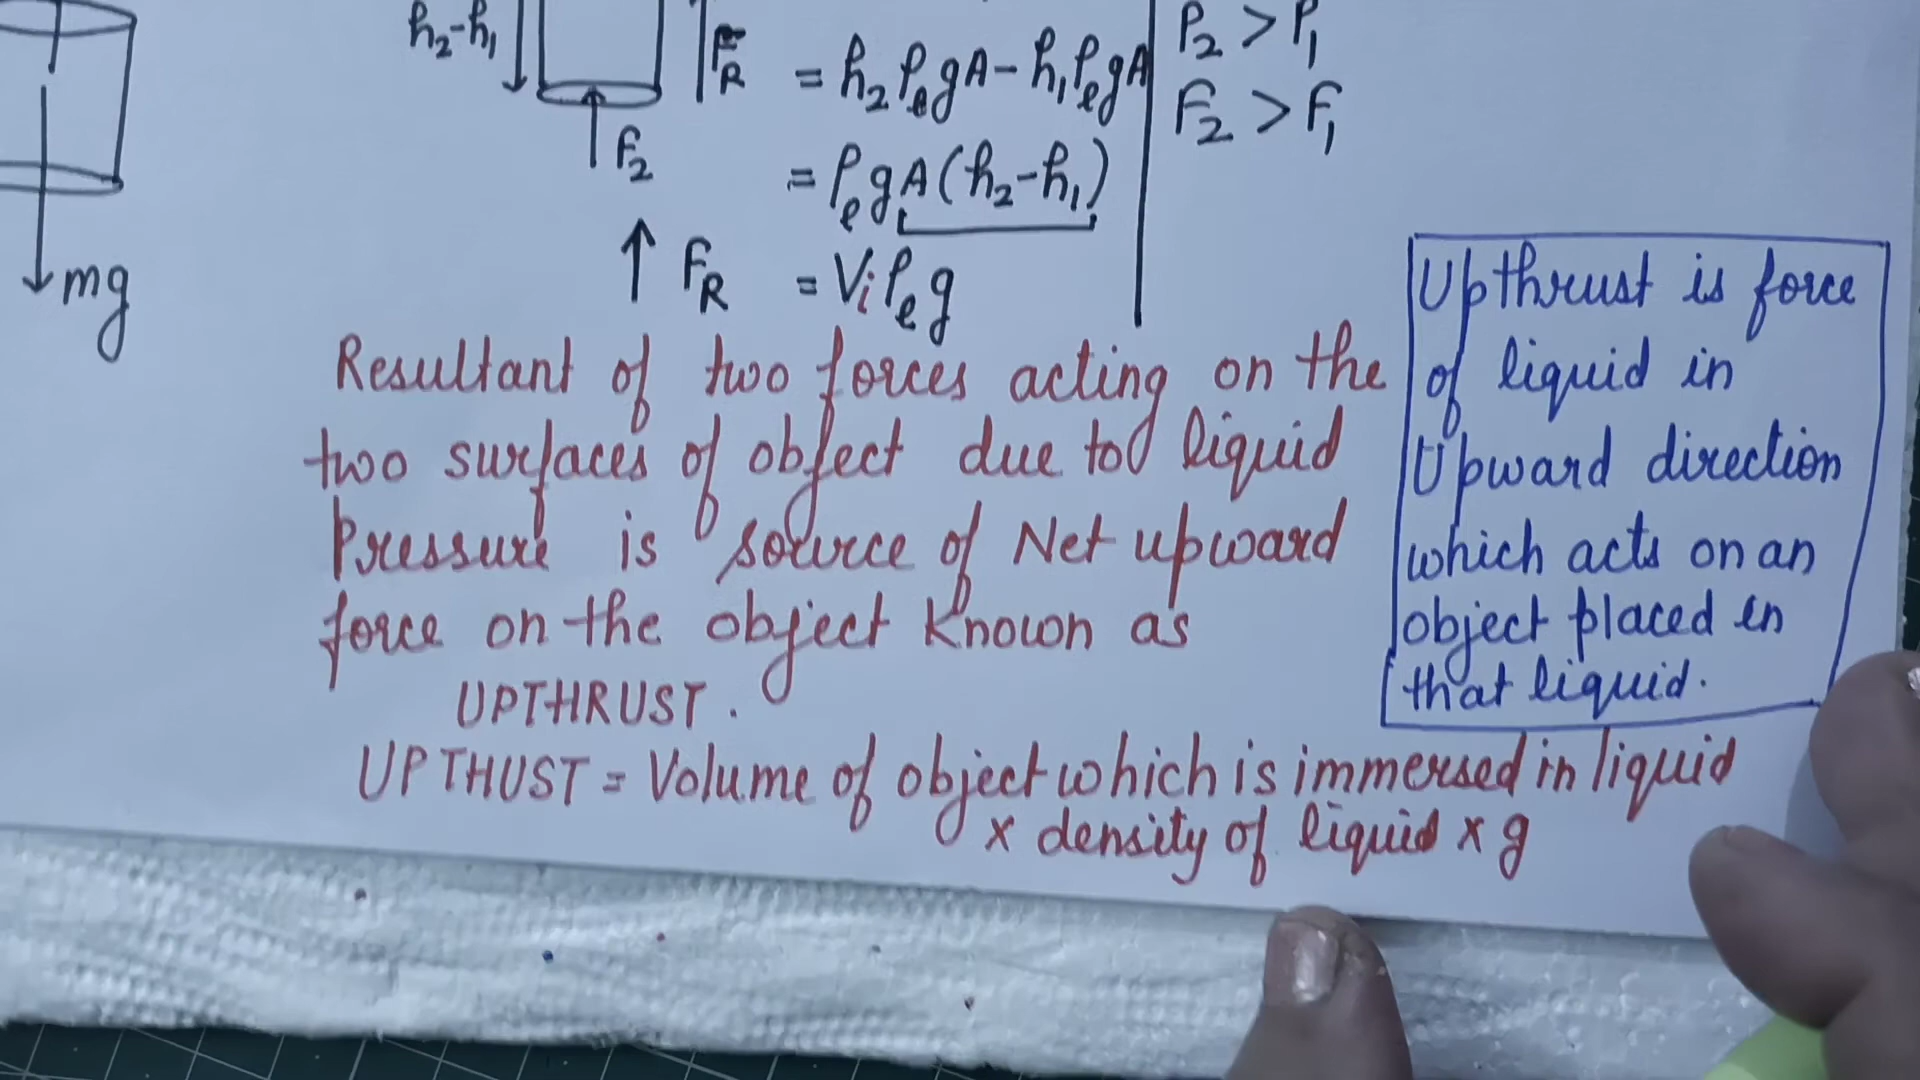 h₂-h₁
F_R
= h₂ρ_ℓgA - h₁ρ_ℓgA
P₂ > P₁
F₂ > F₁
F₂
= ρ_ℓgA(h₂-h₁)
mg
↑ F_R = Viρ_ℓg
Resultant of two forces acting on the
two surfaces of object due to liquid
Pressure is source of Net upward
force on the object Known as
UPTHRUST.
UPTHUST = Volume of object which is immersed in liquid
x density of liquid x g
Upthrust is force
of liquid in
Upward direction
which acts on an
object placed in
that liquid.